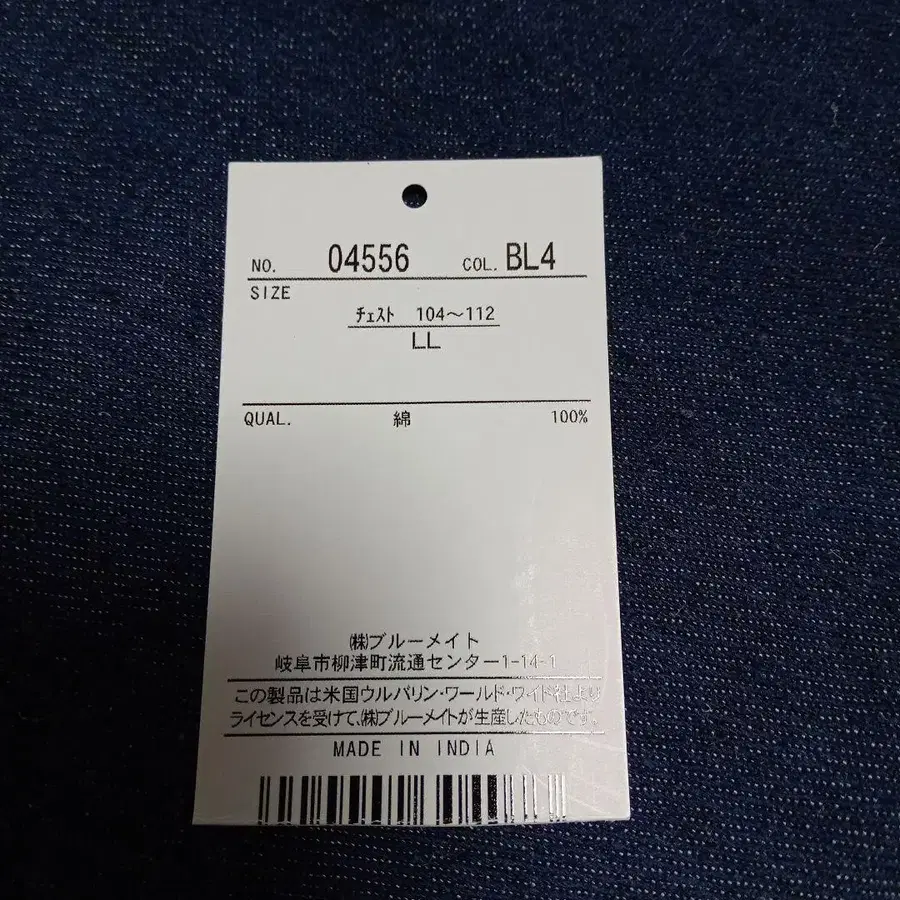 NO. 04556 COL. BL4
SIZE
ﾁｪｽﾄ 104～112
LL
QUAL. 綿 100%
㈱ブルーメイト
岐阜市柳津町流通センター1-14-1
この製品は米国ウルバリン・ワールド・ワイド社より
ライセンスを受けて、㈱ブルーメイトが生産したものです。
MADE IN INDIA